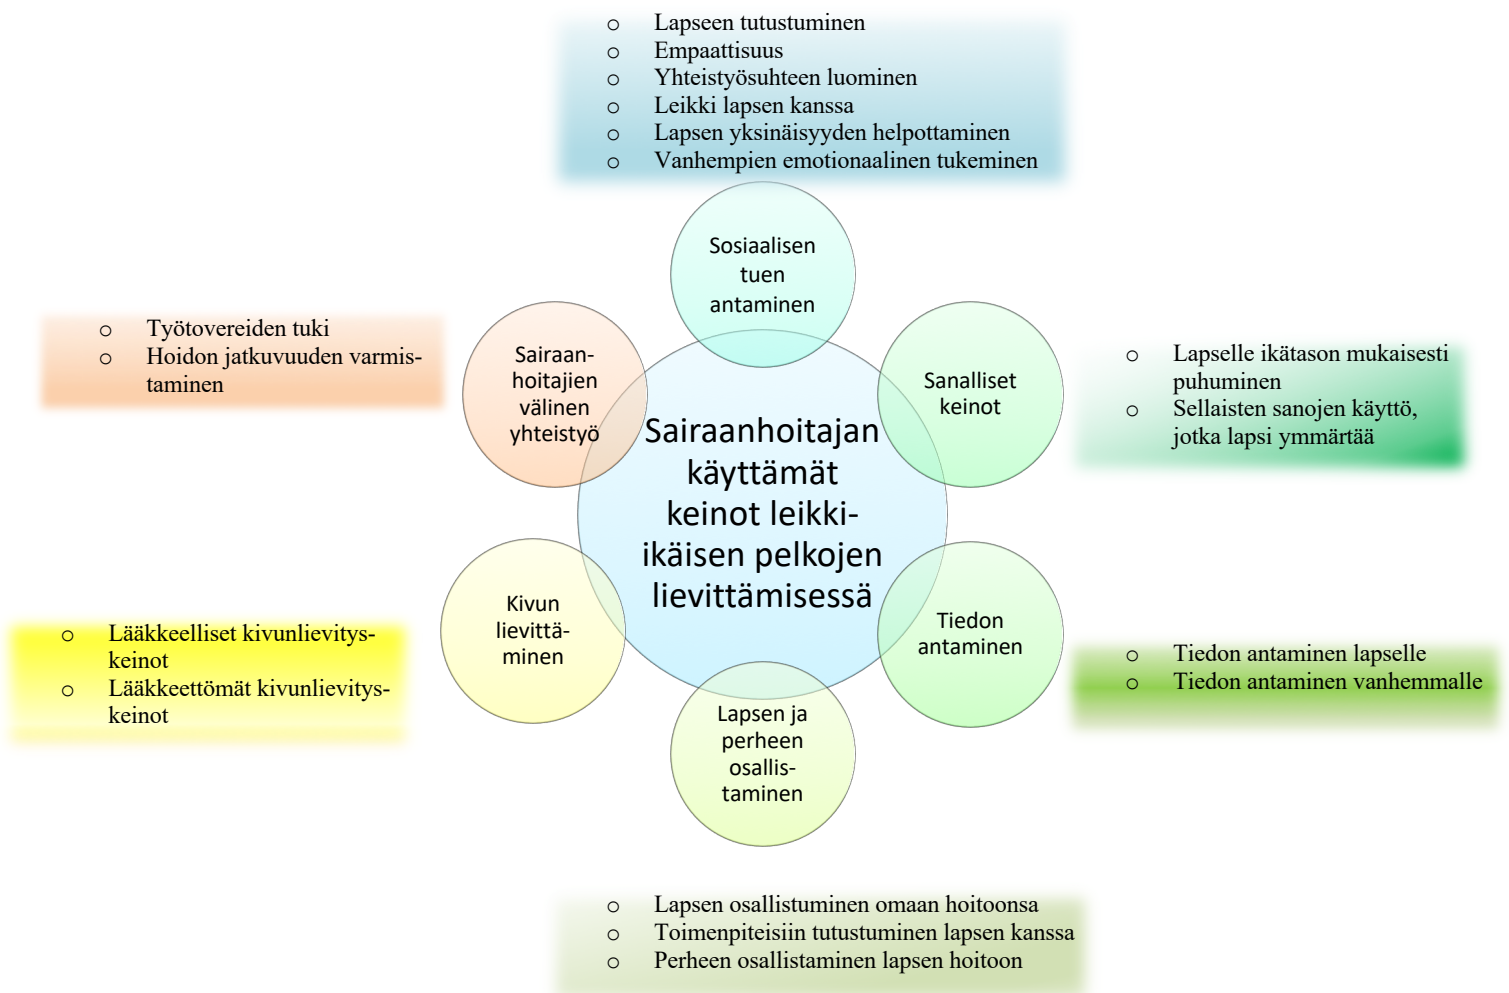 o Lapseen tutustuminen
o Empaattisuus
o Yhteistyösuhteen luominen
o Leikki lapsen kanssa
o Lapsen yksinäisyyden helpottaminen
o Vanhempien emotionaalinen tukeminen
Sosiaalisen
tuen
antaminen
o Työtovereiden tuki
o Hoidon jatkuvuuden varmis-
taminen
Sairaan-
hoitajien
välinen
yhteistyö
Sanalliset
keinot
o Lapselle ikätason mukaisesti
puhuminen
o Sellaisten sanojen käyttö,
jotka lapsi ymmärtää
Sairaanhoitajan
käyttämät
keinot leikki-
ikäisen pelkojen
lievittämisessä
o Lääkkeelliset kivunlievitys-
keinot
o Lääkkeettömät kivunlievitys-
keinot
Kivun
lievittä-
minen
Tiedon
antaminen
o Tiedon antaminen lapselle
o Tiedon antaminen vanhemmalle
Lapsen ja
perheen
osallis-
taminen
o Lapsen osallistuminen omaan hoitoonsa
o Toimenpiteisiin tutustuminen lapsen kanssa
o Perheen osallistaminen lapsen hoitoon